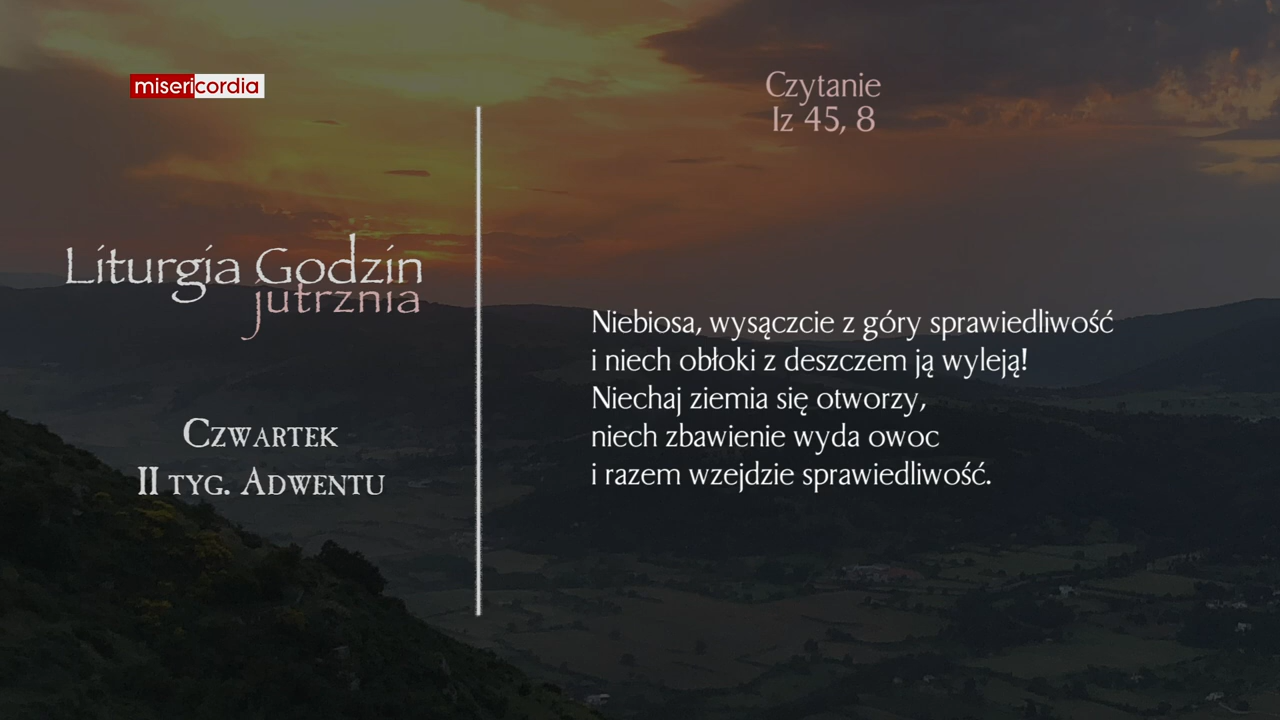 misericordia
Liturgia Godzin
jutrznia
Czwartek
II tyg. Adwentu
Czytanie
Iz 45, 8
Niebiosa, wysączcie z góry sprawiedliwość
i niech obłoki z deszczem ją wyleją!
Niechaj ziemia się otworzy,
niech zbawienie wyda owoc
i razem wzejdzie sprawiedliwość.